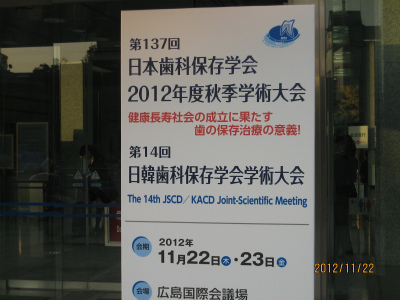 第137回
日本歯科保存学会
2012年度秋季学術大会
健康長寿社会の成立に果たす
歯の保存治療の意義!
第14回
日韓歯科保存学会学術大会
The 14th JSCD/KACD Joint-Scientific Meeting
会期 2012年
11月22日木・23日金
会場 広島国際会議場
2012/11/22